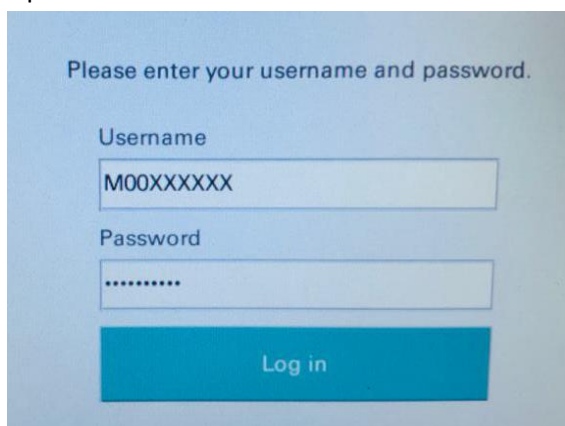 Please enter your username and password.
Username
M00XXXXXX
Password
••••••••••
Log in